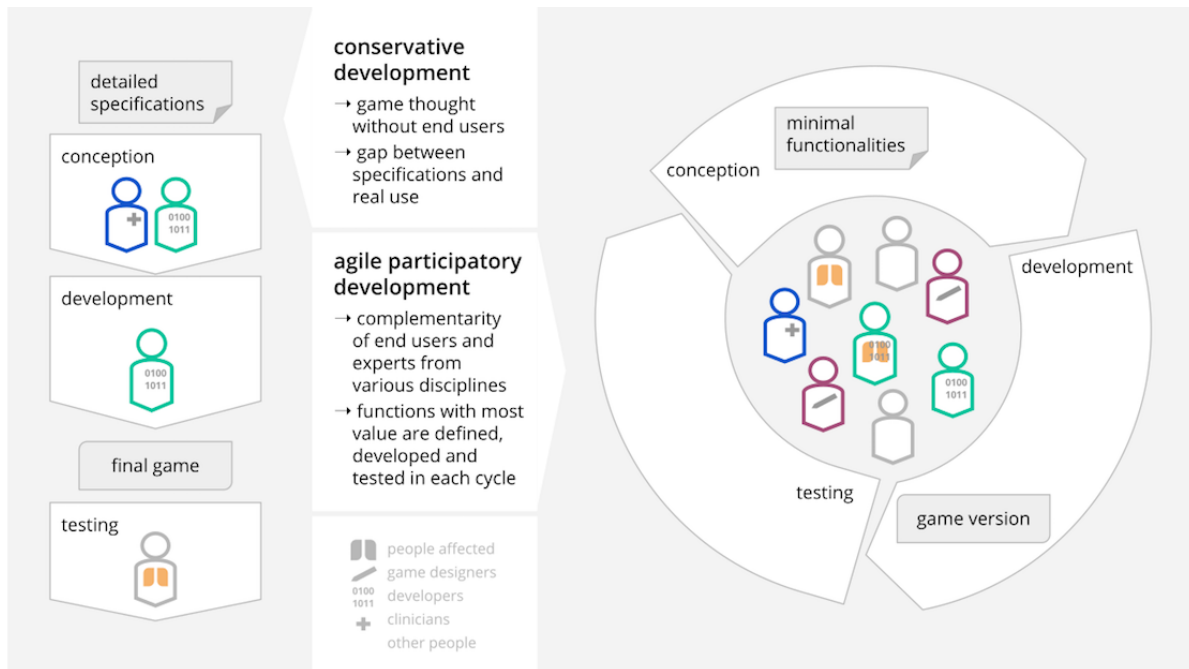 detailed
specifications
conception
0100
1011
development
0100
1011
final game
testing
conservative
development
→ game thought
without end users
→ gap between
specifications and
real use
agile participatory
development
→ complementarity
of end users and
experts from
various disciplines
→ functions with most
value are defined,
developed and
tested in each cycle
people affected
game designers
0100
1011
developers
clinicians
other people
minimal
functionalities
conception
development
0100
1011
0100
1011
testing
game version